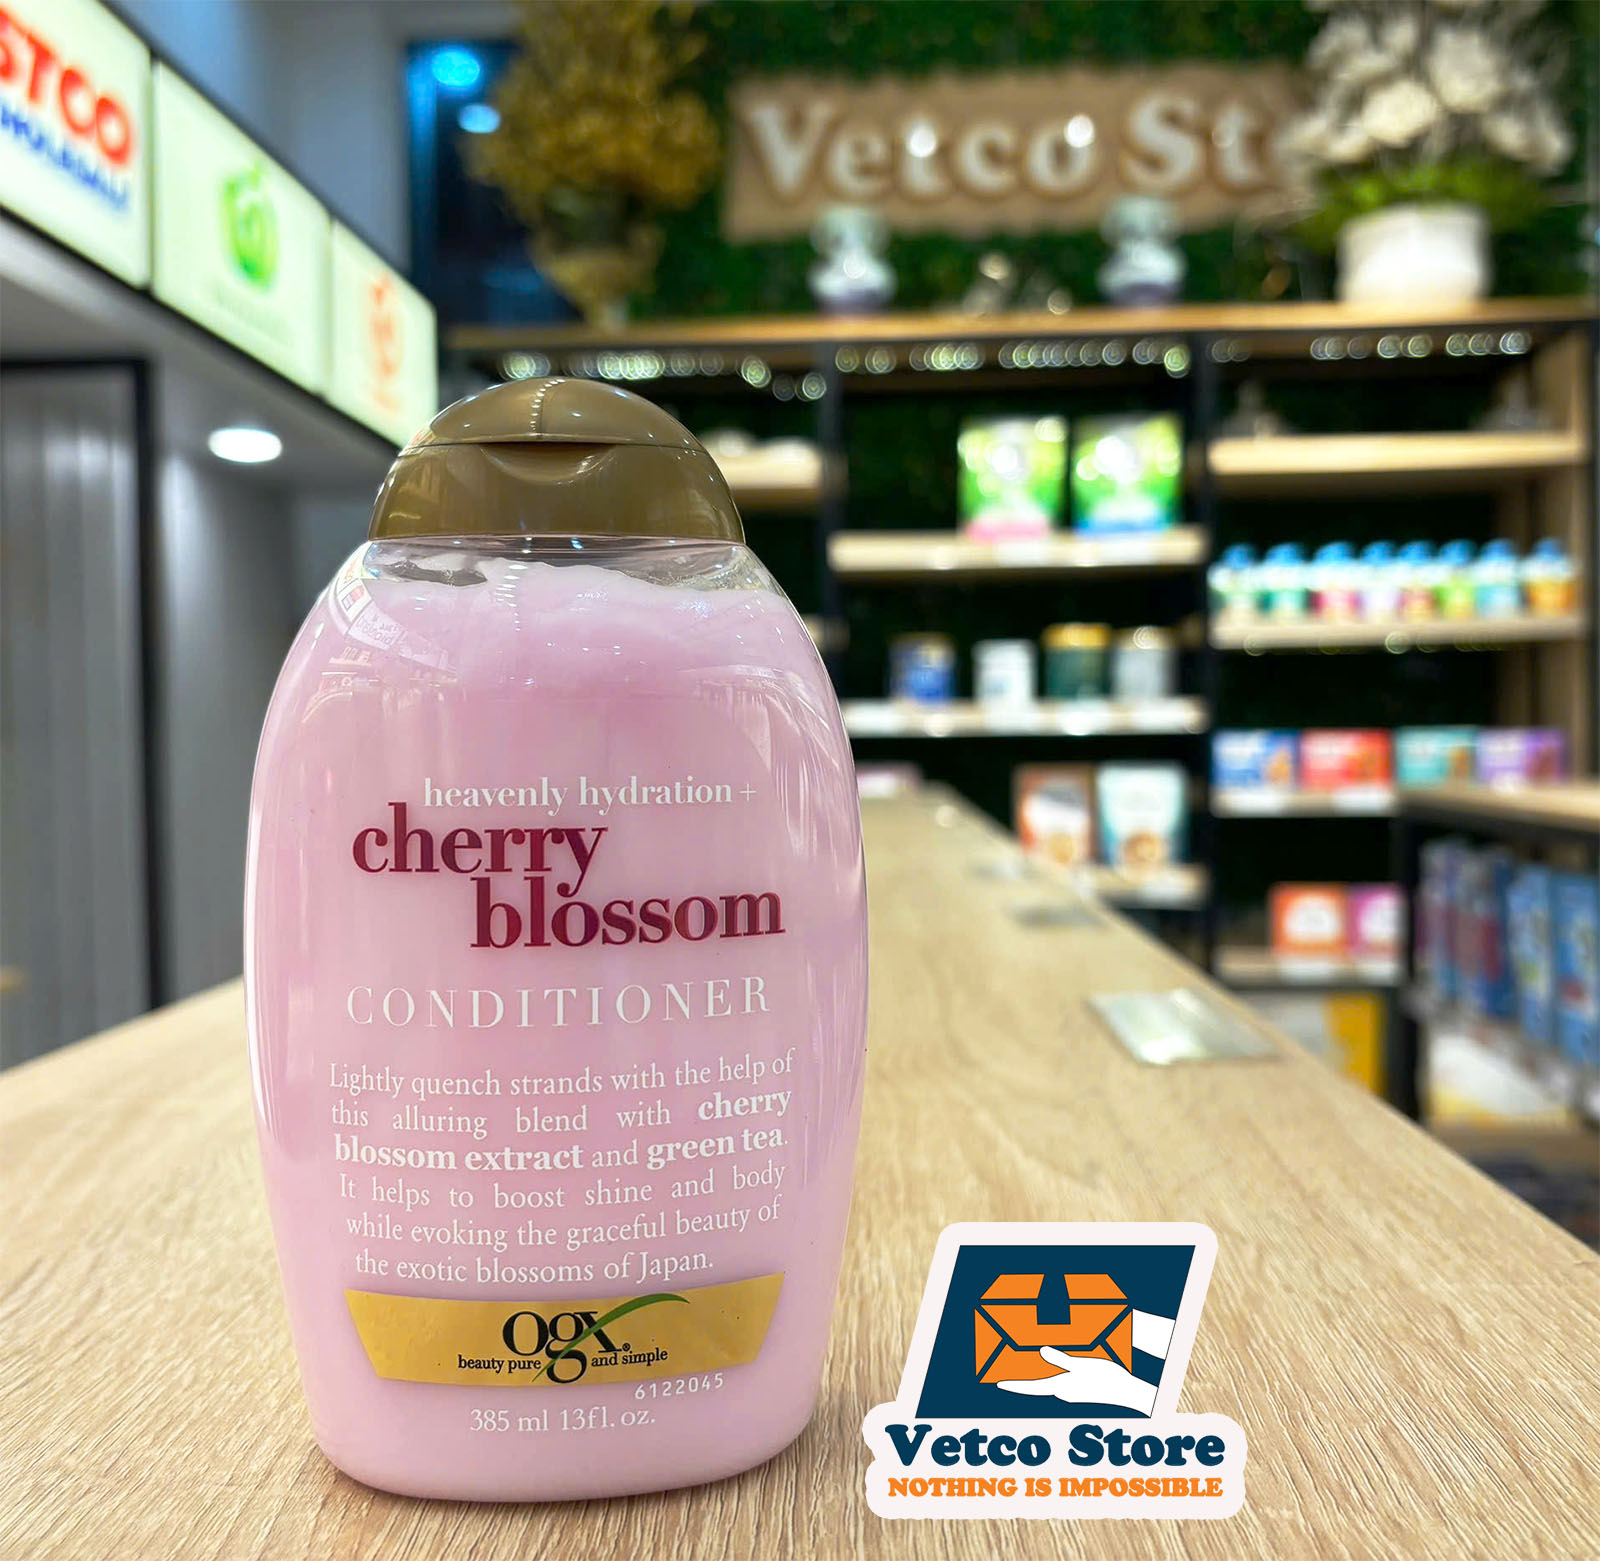 STCO
WHOLESALE
Vetco St
heavenly hydration +
cherry
blossom
CONDITIONER
Lightly quench strands with the help of
this alluring blend with cherry
blossom extract and green tea.
It helps to boost shine and body
while evoking the graceful beauty of
the exotic blossoms of Japan.
ogx®
beauty pure and simple
6122045
385 ml 13fl. oz.
Vetco Store
NOTHING IS IMPOSSIBLE